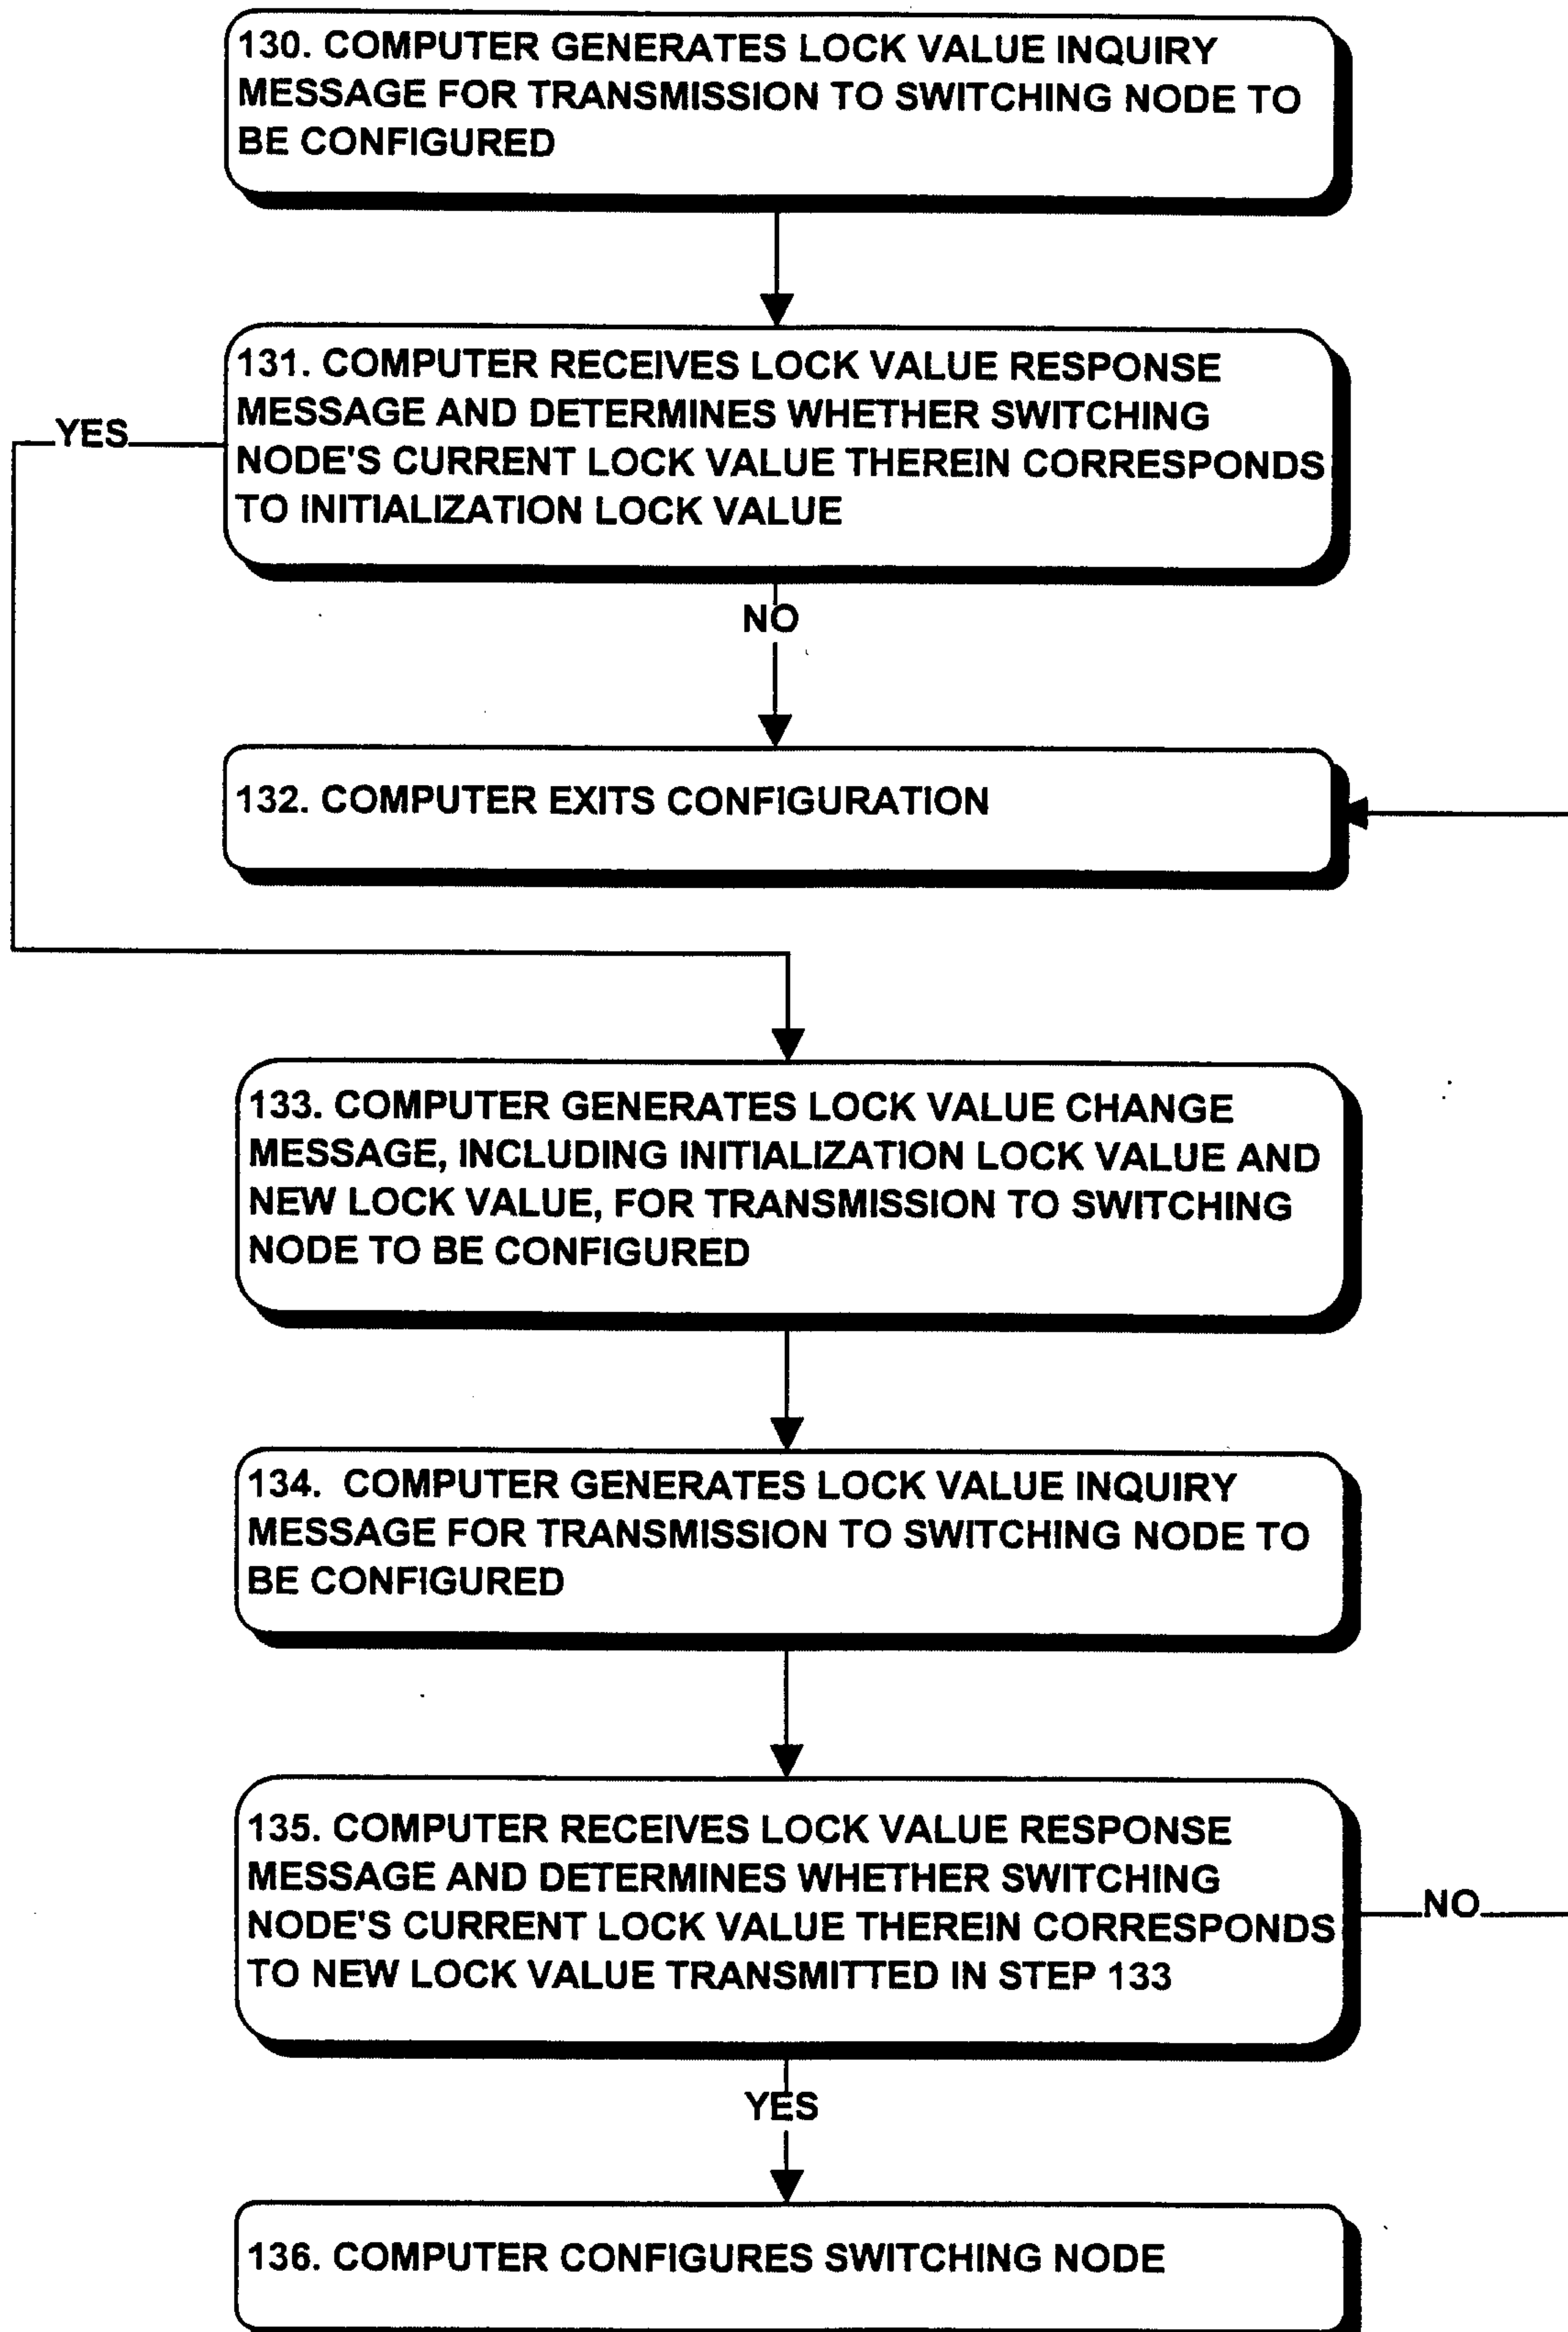 130. COMPUTER GENERATES LOCK VALUE INQUIRY
MESSAGE FOR TRANSMISSION TO SWITCHING NODE TO
BE CONFIGURED
131. COMPUTER RECEIVES LOCK VALUE RESPONSE
MESSAGE AND DETERMINES WHETHER SWITCHING
NODE'S CURRENT LOCK VALUE THEREIN CORRESPONDS
TO INITIALIZATION LOCK VALUE
YES
NO
132. COMPUTER EXITS CONFIGURATION
133. COMPUTER GENERATES LOCK VALUE CHANGE
MESSAGE, INCLUDING INITIALIZATION LOCK VALUE AND
NEW LOCK VALUE, FOR TRANSMISSION TO SWITCHING
NODE TO BE CONFIGURED
134. COMPUTER GENERATES LOCK VALUE INQUIRY
MESSAGE FOR TRANSMISSION TO SWITCHING NODE TO
BE CONFIGURED
135. COMPUTER RECEIVES LOCK VALUE RESPONSE
MESSAGE AND DETERMINES WHETHER SWITCHING
NODE'S CURRENT LOCK VALUE THEREIN CORRESPONDS
TO NEW LOCK VALUE TRANSMITTED IN STEP 133
NO
YES
136. COMPUTER CONFIGURES SWITCHING NODE